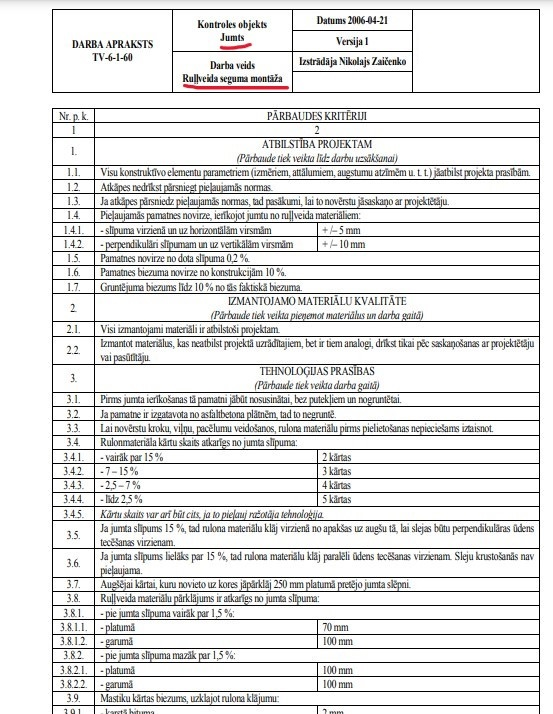 DARBA APRAKSTS
TV-6-1-60
Kontroles objekts
Jumts
Darba veids
Ruļļveida seguma montāža
Datums 2006-04-21
Versija 1
Izstrādāja Nikolajs Zaičenko
Nr. p. k. PĀRBAUDES KRITĒRIJI
1 2
1. ATBILSTĪBA PROJEKTAM
(Pārbaude tiek veikta līdz darbu uzsākšanai)
1.1. Visu konstruktīvo elementu parametriem (izmēriem, attālumiem, augstumu atzīmēm u. t. t.) jāatbilst projekta prasībām.
1.2. Atkāpes nedrīkst pārsniegt pieļaujamās normas.
1.3. Ja atkāpes pārsniedz pieļaujamās normas, tad pasākumi, lai to novērstu jāsaskaņo ar projektētāju.
1.4. Pieļaujamās pamatnes novirze, ierīkojot jumtu no ruļļveida materiāliem:
1.4.1. - slīpuma virzienā un uz horizontālām virsmām + /– 5 mm
1.4.2. - perpendikulāri slīpumam un uz vertikālām virsmām + /– 10 mm
1.5. Pamatnes novirze no dota slīpuma 0,2 %.
1.6. Pamatnes biezuma novirze no konstrukcijām 10 %.
1.7. Gruntējuma biezums līdz 10 % no tās faktiskā biezuma.
2. IZMANTOJAMO MATERIĀLU KVALITĀTE
(Pārbaude tiek veikta pieņemot materiālus un darba gaitā)
2.1. Visi izmantojami materiāli ir atbilstoši projektam.
2.2. Izmantot materiālus, kas neatbilst projektā uzrādītajiem, bet ir tiem analogi, drīkst tikai pēc saskaņošanas ar projektētāju
vai pasūtītāju.
3. TEHNOLOĢIJAS PRASĪBAS
(Pārbaude tiek veikta darba gaitā)
3.1. Pirms jumta ierīkošanas tā pamatni jābūt nosusinātai, bez putekļiem un nogruntētai.
3.2. Ja pamatne ir izgatavota no asfaltbetona plātnēm, tad to negruntē.
3.3. Lai novērstu kroku, viļņu, pacēlumu veidošanos, rulona materiālu pirms pielietošanas nepieciešams iztaisnot.
3.4. Rulonmateriāla kārtu skaits atkarīgs no jumta slīpuma:
3.4.1. - vairāk par 15 % 2 kārtas
3.4.2. - 7 – 15 % 3 kārtas
3.4.3. - 2,5 – 7 % 4 kārtas
3.4.4. - līdz 2,5 % 5 kārtas
3.4.5. Kārtu skaits var arī būt cits, ja to pieļauj ražotāja tehnoloģija.
3.5. Ja jumta slīpums 15 %, tad rulona materiālu klāj virzienā no apakšas uz augšu tā, lai slejas būtu perpendikulāras ūdens
tecēšanas virzienam.
3.6. Ja jumta slīpums lielāks par 15 %, tad rulona materiālu klāj paralēli ūdens tecēšanas virzienam. Sleju krustošanās nav
pieļaujama.
3.7. Augšējai kārtai, kuru novieto uz kores jāpārklāj 250 mm platumā pretējo jumta slēpni.
3.8. Ruļļveida materiālu pārklājums ir atkarīgs no jumta slīpuma:
3.8.1. - pie jumta slīpuma vairāk par 1,5 %:
3.8.1.1. - platumā 70 mm
3.8.1.2. - garumā 100 mm
3.8.2. - pie jumta slīpuma mazāk par 1,5 %:
3.8.2.1 - platumā 100 mm
3.8.2.2. - garumā 100 mm
3.9. Mastiku kārtas biezums, uzklajot rulona klājumu:
3.9.1. - karstā bituma 2 mm